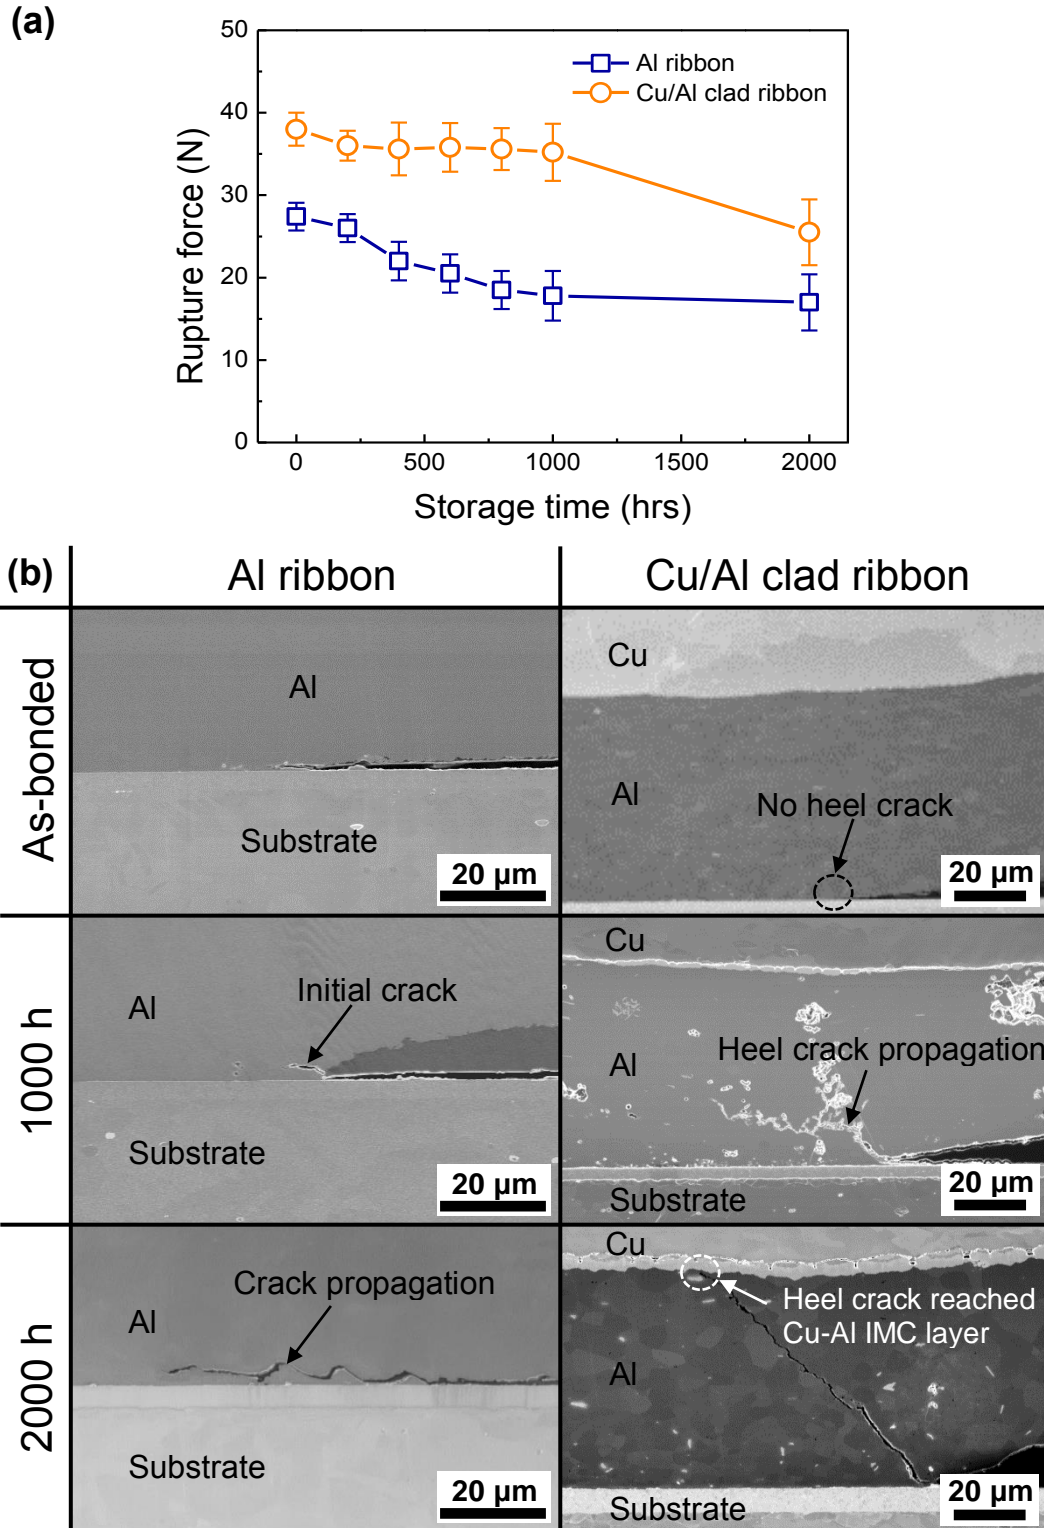 (a)
50
40
30
20
10
0
Rupture force (N)
Al ribbon
Cu/Al clad ribbon
0 500 1000 1500 2000
Storage time (hrs)
(b)
Al ribbon
Cu/Al clad ribbon
As-bonded
Al
Substrate
20 µm
Cu
Al
No heel crack
20 µm
1000 h
Al
Initial crack
Substrate
20 µm
Cu
Al
Heel crack propagation
Substrate
20 µm
2000 h
Crack propagation
Al
Substrate
20 µm
Cu
Heel crack reached
Cu-Al IMC layer
Al
Substrate
20 µm